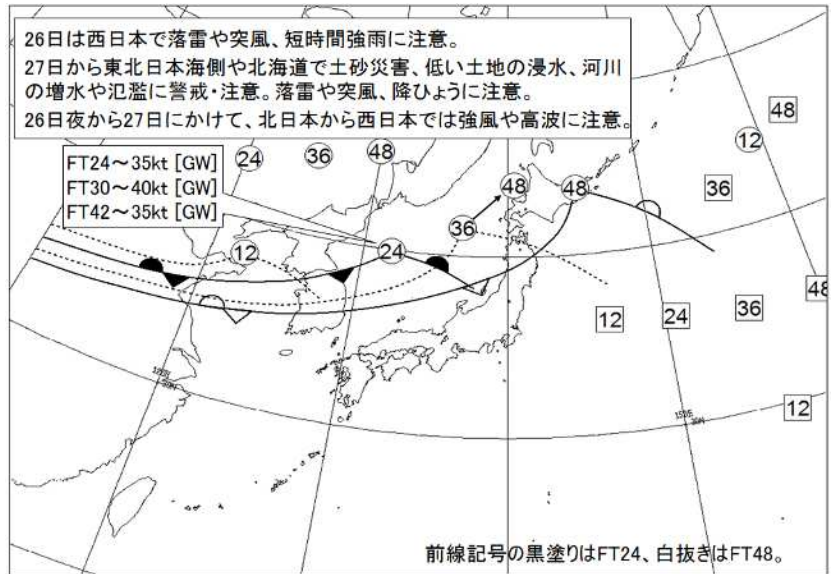 26日は西日本で落雷や突風、短時間強雨に注意。
27日から東北日本海側や北海道で土砂災害、低い土地の浸水、河川
の増水や氾濫に警戒・注意。落雷や突風、降ひょうに注意。
26日夜から27日にかけて、北日本から西日本では強風や高波に注意。
FT24～35kt [GW]
FT30～40kt [GW]
FT42～35kt [GW]
24
36
48
48
12
36
48
48
36
12
24
48
12
24
36
12
120E
30N
150E
30N
前線記号の黒塗りはFT24、白抜きはFT48。